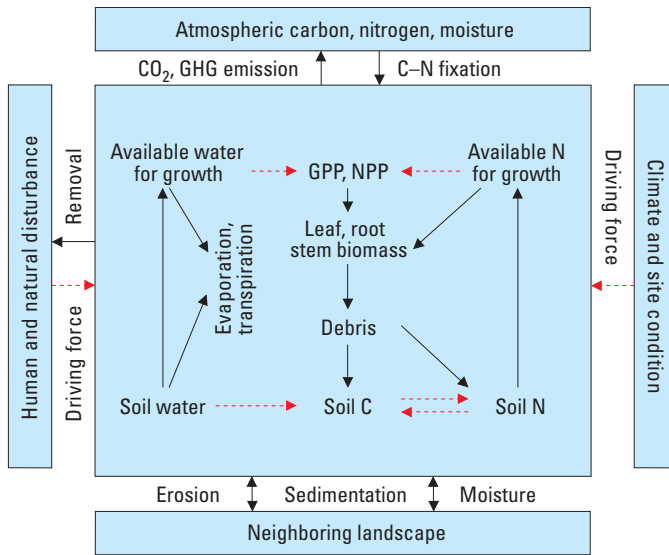 Atmospheric carbon, nitrogen, moisture
CO₂, GHG emission
C–N fixation
Human and natural disturbance
Removal
Driving force
Available water
for growth
GPP, NPP
Available N
for growth
Leaf, root
stem biomass
Evaporation,
transpiration
Debris
Soil water
Soil C
Soil N
Driving force
Climate and site condition
Erosion
Sedimentation
Moisture
Neighboring landscape